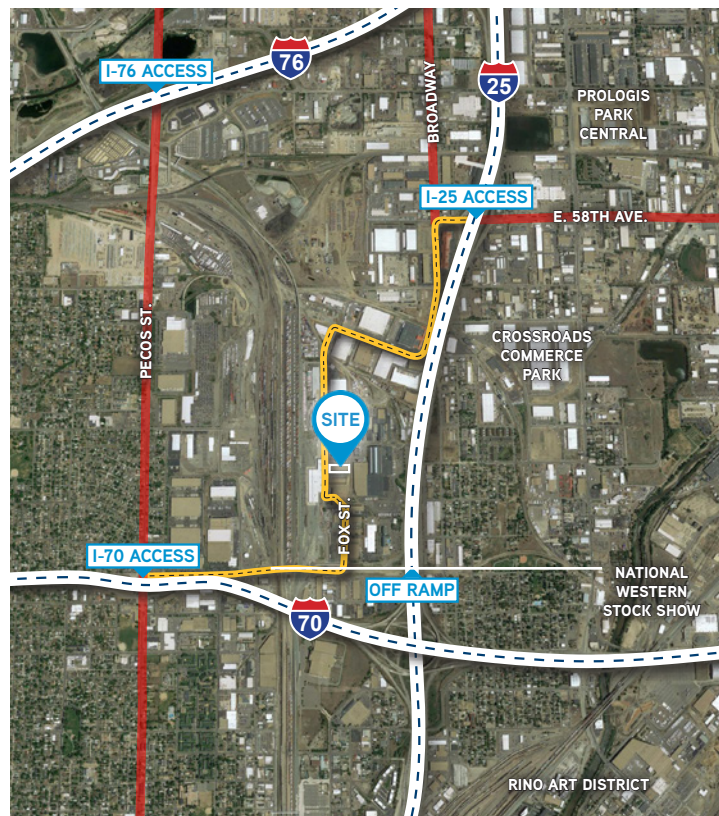 76
I-76 ACCESS
25
BROADWAY
PROLOGIS
PARK
CENTRAL
I-25 ACCESS
E. 58TH AVE.
PECOS ST.
CROSSROADS
COMMERCE
PARK
SITE
FOX ST.
I-70 ACCESS
OFF RAMP
NATIONAL
WESTERN
STOCK SHOW
70
RINO ART DISTRICT